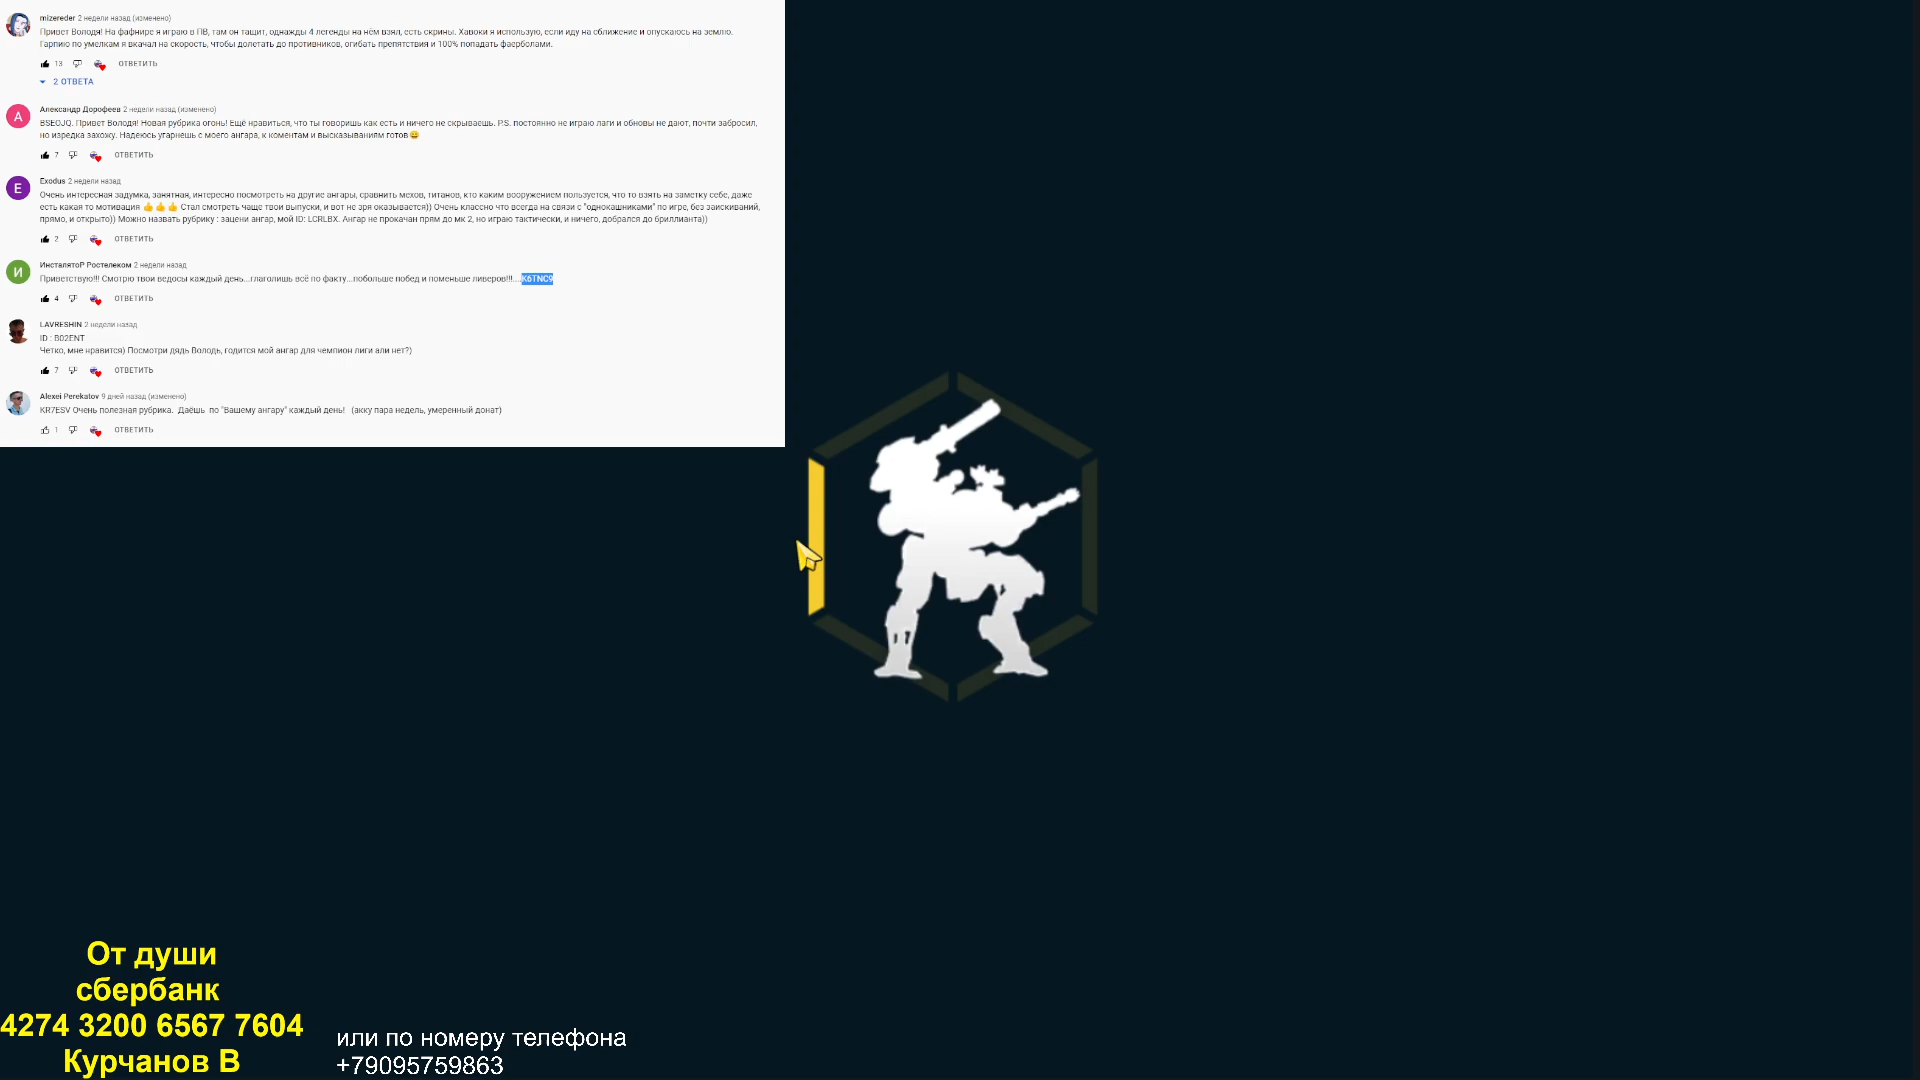 mizereder 2 недели назад (изменено)
Привет Володя! На фафнире я играю в ПВ, там он тащит, однажды 4 легенды на нём взял, есть скрины. Хавоки я использую, если иду на сближение и опускаюсь на землю.
Гарпию по умелкам я вкачал на скорость, чтобы долетать до противников, огибать препятствия и 100% попадать фаерболами.
13 ОТВЕТИТЬ
2 ОТВЕТА
А
Александр Дорофеев 2 недели назад (изменено)
BSEOJQ. Привет Володя! Новая рубрика огонь! Ещё нравиться, что ты говоришь как есть и ничего не скрываешь. P.S. постоянно не играю лаги и обновы не дают, почти забросил,
но изредка захожу. Надеюсь угарнешь с моего ангара, к коментам и высказываниям готов😄
7 ОТВЕТИТЬ
E
Exodus 2 недели назад
Очень интересная задумка, занятная, интересно посмотреть на другие ангары, сравнить мехов, титанов, кто каким вооружением пользуется, что то взять на заметку себе, даже
есть какая то мотивация 👍👍👍 Стал смотреть чаще твои выпуски, и вот не зря оказывается)) Очень классно что всегда на связи с "однокашниками" по игре, без заискиваний,
прямо, и открыто)) Можно назвать рубрику : зацени ангар, мой ID: LCRLBX. Ангар не прокачан прям до мк 2, но играю тактически, и ничего, добрался до бриллианта))
2 ОТВЕТИТЬ
И
ИнсталятоР Ростелеком 2 недели назад
Приветствую!!! Смотрю твои ведосы каждый день...глаголишь всё по факту...побольше побед и поменьше ливеров!!!....K6TNC9
4 ОТВЕТИТЬ
LAVRESHIN 2 недели назад
ID : B02ENT
Четко, мне нравится) Посмотри дядь Володь, годится мой ангар для чемпион лиги али нет?)
7 ОТВЕТИТЬ
Alexei Perekatov 9 дней назад (изменено)
KR7ESV Очень полезная рубрика. Даёшь по "Вашему ангару" каждый день! (акку пара недель, умеренный донат)
1 ОТВЕТИТЬ
17
От души
сбербанк
4274 3200 6567 7604
Курчанов В
или по номеру телефона
+79095759863